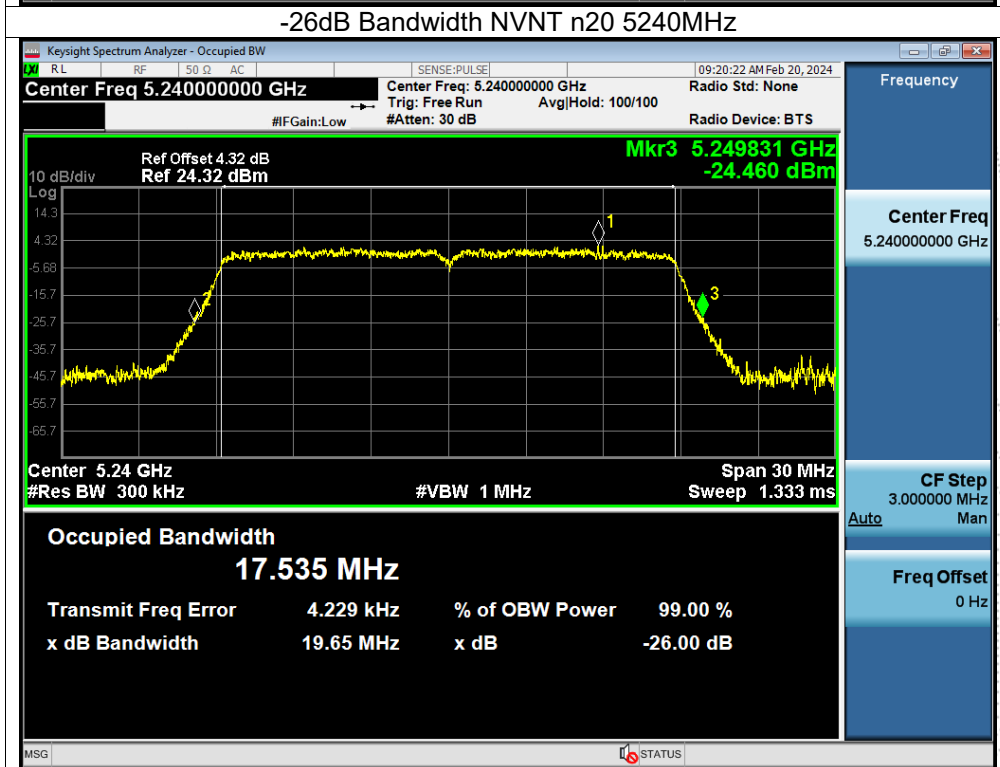 -26dB Bandwidth NVNT n20 5240MHz
Keysight Spectrum Analyzer - Occupied BW
LXI RL RF 50 Ω AC SENSE:PULSE 09:20:22 AM Feb 20, 2024
Center Freq 5.240000000 GHz Center Freq: 5.240000000 GHz Radio Std: None
Trig: Free Run Avg|Hold: 100/100
#IFGain:Low #Atten: 30 dB Radio Device: BTS
Frequency
Mkr3 5.249831 GHz
Ref Offset 4.32 dB
10 dB/div Ref 24.32 dBm -24.460 dBm
Log
14.3
4.32
-5.68
-15.7
-25.7
-35.7
-45.7
-55.7
-65.7
1
2
3
Center 5.24 GHz Span 30 MHz
#Res BW 300 kHz #VBW 1 MHz Sweep 1.333 ms
Center Freq
5.240000000 GHz
CF Step
3.000000 MHz
Auto Man
Freq Offset
0 Hz
Occupied Bandwidth
17.535 MHz
Transmit Freq Error 4.229 kHz % of OBW Power 99.00 %
x dB Bandwidth 19.65 MHz x dB -26.00 dB
MSG STATUS